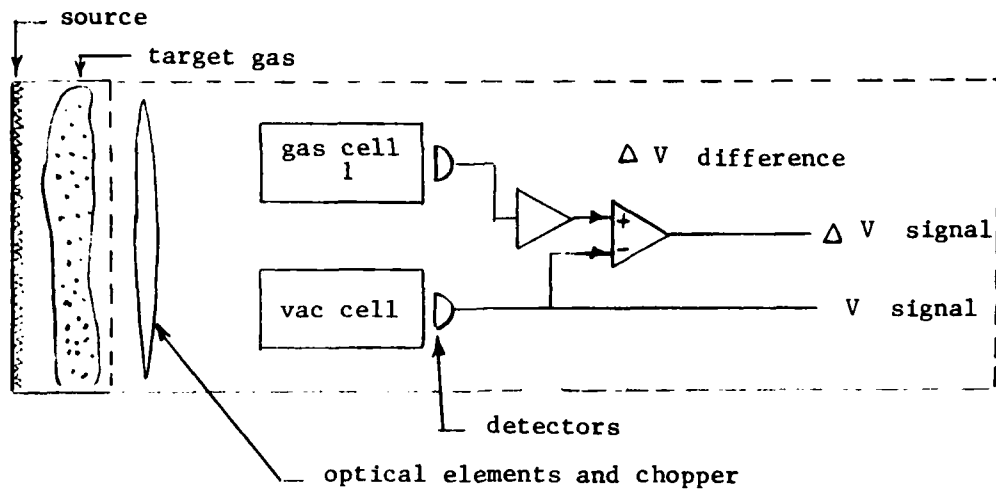 source
target gas
gas cell
1
Δ V difference
+
-
Δ V signal
vac cell
V signal
detectors
optical elements and chopper